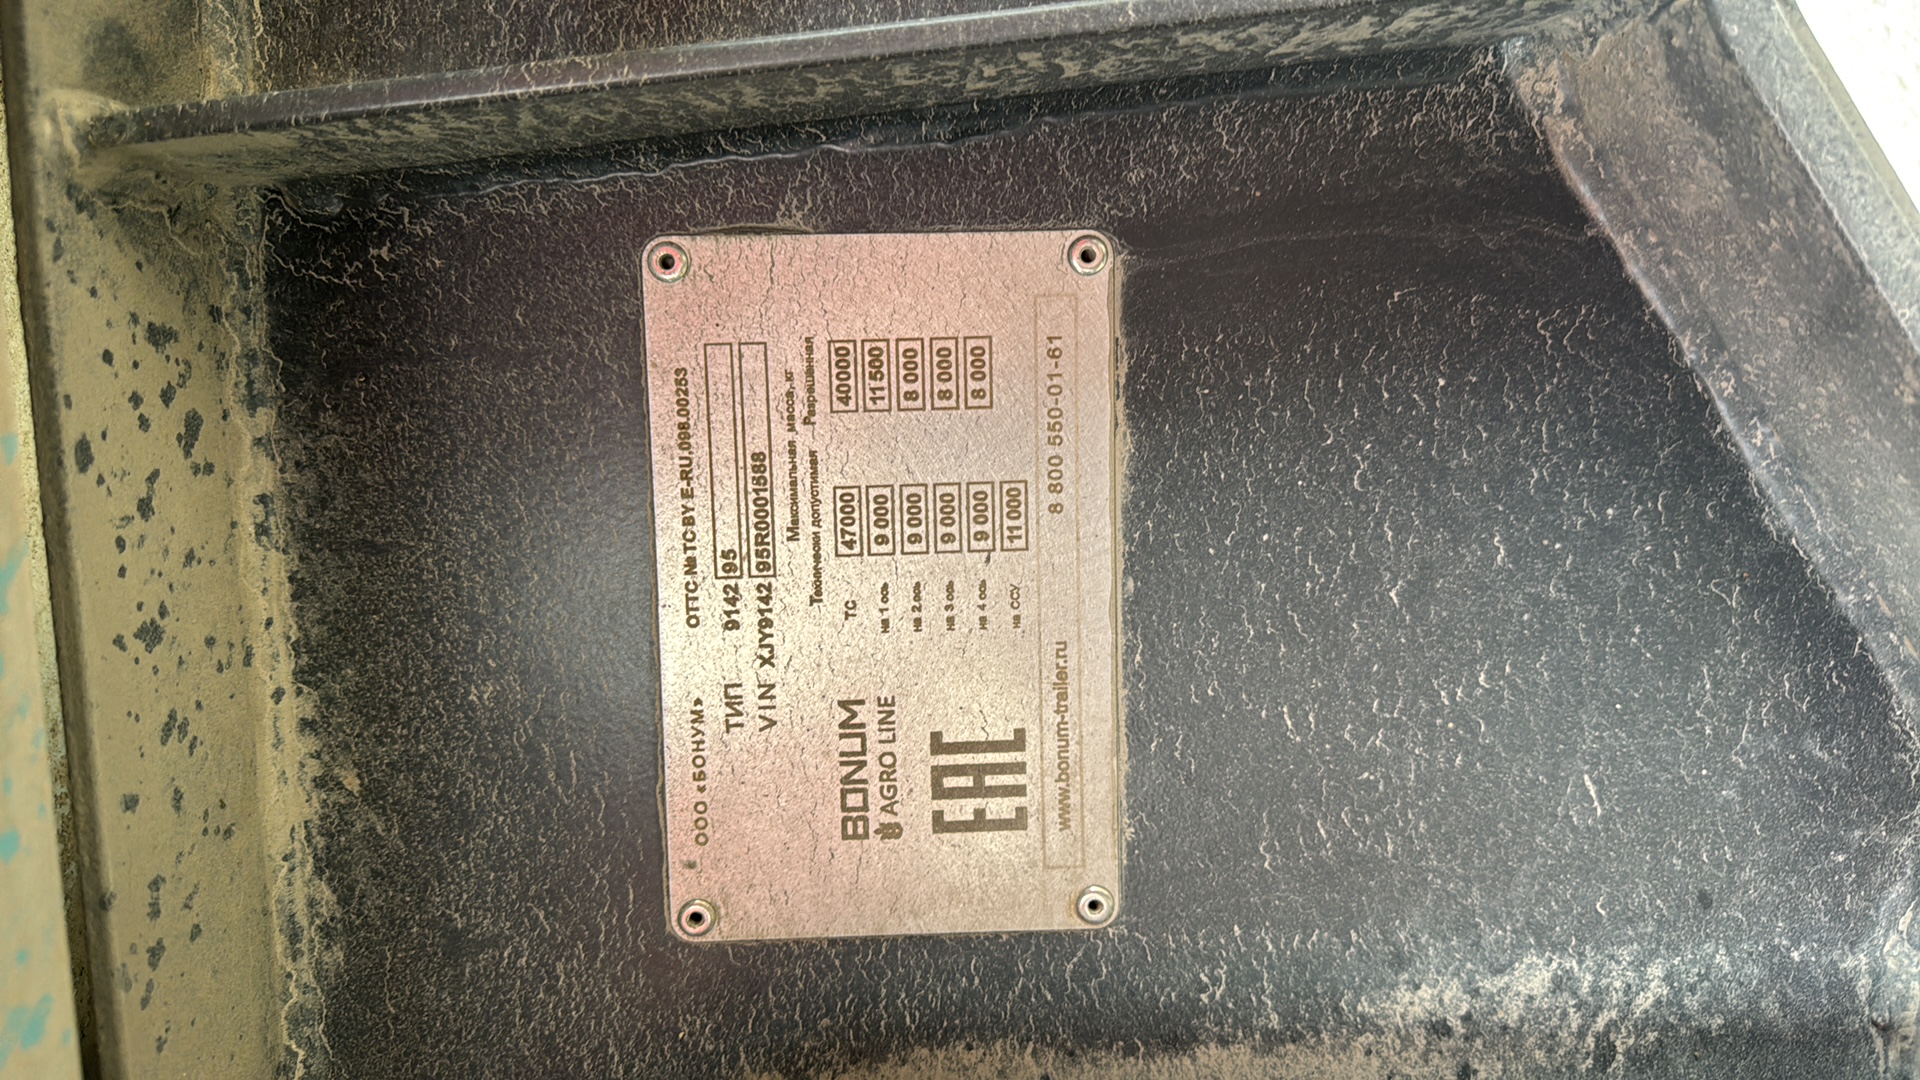 ООО «БОНУМ» ОТТС № ТС BY E-RU.098.00253
ТИП 9142 95
VIN XJY9142 95R0001588
Максимальная масса, кг
Технически допустимая Разрешенная
BONUM
AGRO LINE
EAC
ТС 47000 40000
на 1 ось 9 000 11 500
на 2 ось 9 000 8 000
на 3 ось 9 000 8 000
на 4 ось 9 000 8 000
на ССУ 11 000
www.bonum-trailer.ru 8 800 550-01-61